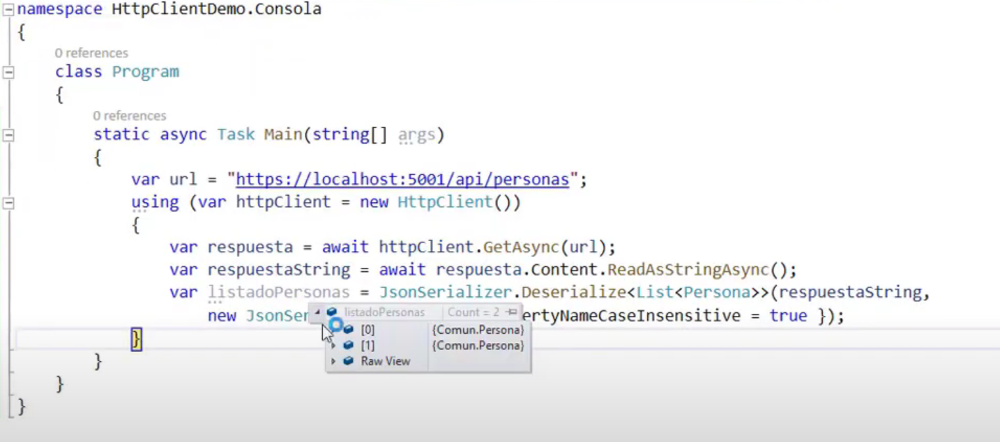 namespace HttpClientDemo.Consola
{
0 references
class Program
{
0 references
static async Task Main(string[] args)
{
var url = "https://localhost:5001/api/personas";
using (var httpClient = new HttpClient())
{
var respuesta = await httpClient.GetAsync(url);
var respuestaString = await respuesta.Content.ReadAsStringAsync();
var listadoPersonas = JsonSerializer.Deserialize<List<Persona>>(respuestaString,
new JsonSer ertyNameCaseInsensitive = true });
listadoPersonas Count = 2
[0] {Comun.Persona}
[1] {Comun.Persona}
Raw View
}
}
}
}